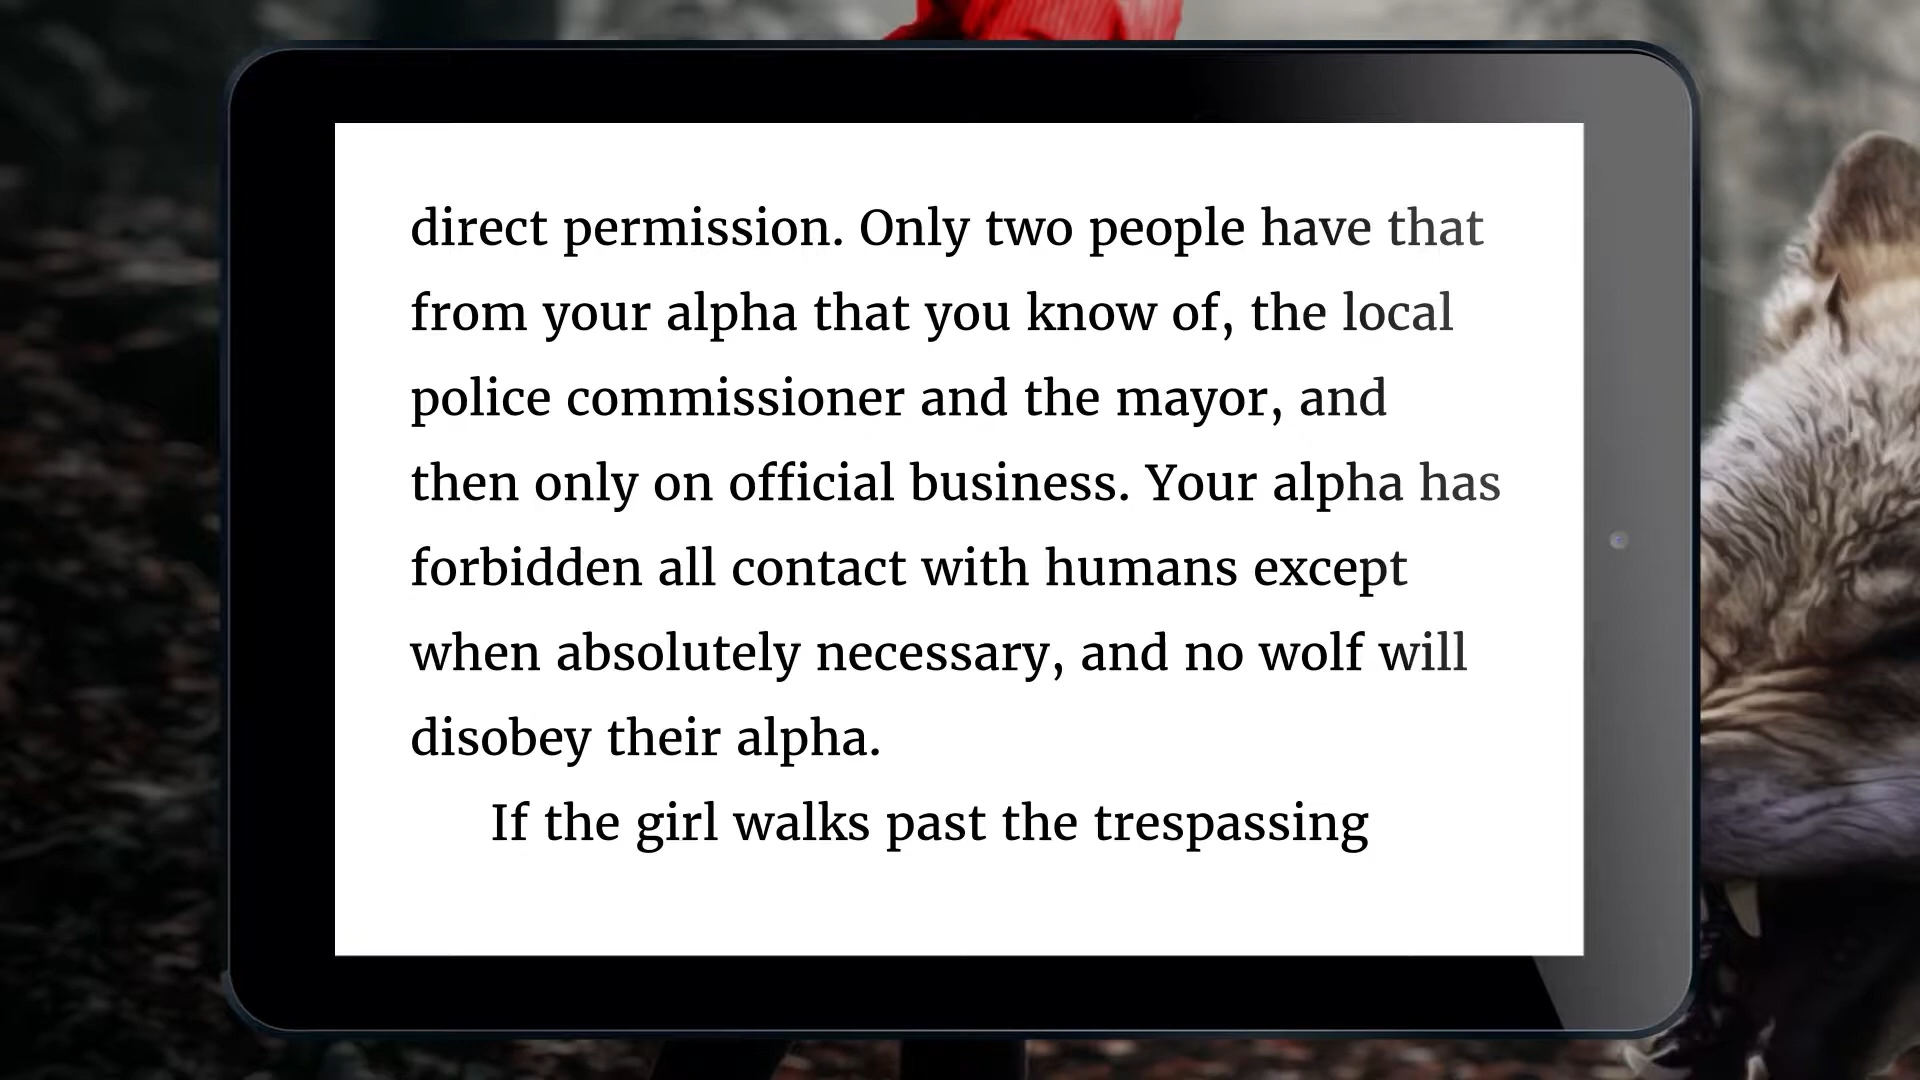 direct permission. Only two people have that
from your alpha that you know of, the local
police commissioner and the mayor, and
then only on official business. Your alpha has
forbidden all contact with humans except
when absolutely necessary, and no wolf will
disobey their alpha.
If the girl walks past the trespassing